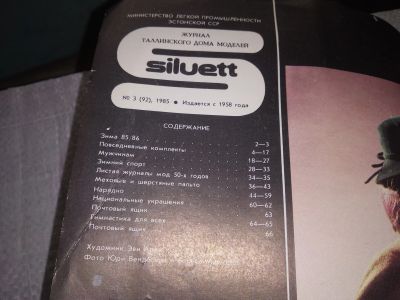 МИНИСТЕРСТВО ЛЕГКОЙ ПРОМЫШЛЕННОСТИ
ЭСТОНСКОЙ ССР
ЖУРНАЛ
ТАЛЛИНСКОГО ДОМА МОДЕЛЕЙ
siluett
№ 3 (92), 1985 • Издается с 1958 года
СОДЕРЖАНИЕ
Зима 85/86 2—3
Повседневные комплекты 4—17
Мужчинам 18—27
Зимний спорт 28—33
Листая журналы мод 50-х годов 34—35
Меховые и шерстяные пальто 36—43
Нарядно 44—59
Национальные украшения 60—62
Почтовый ящик 63
Гимнастика для всех 64—65
Почтовый ящик 66
Художник Эви
Фото Юри